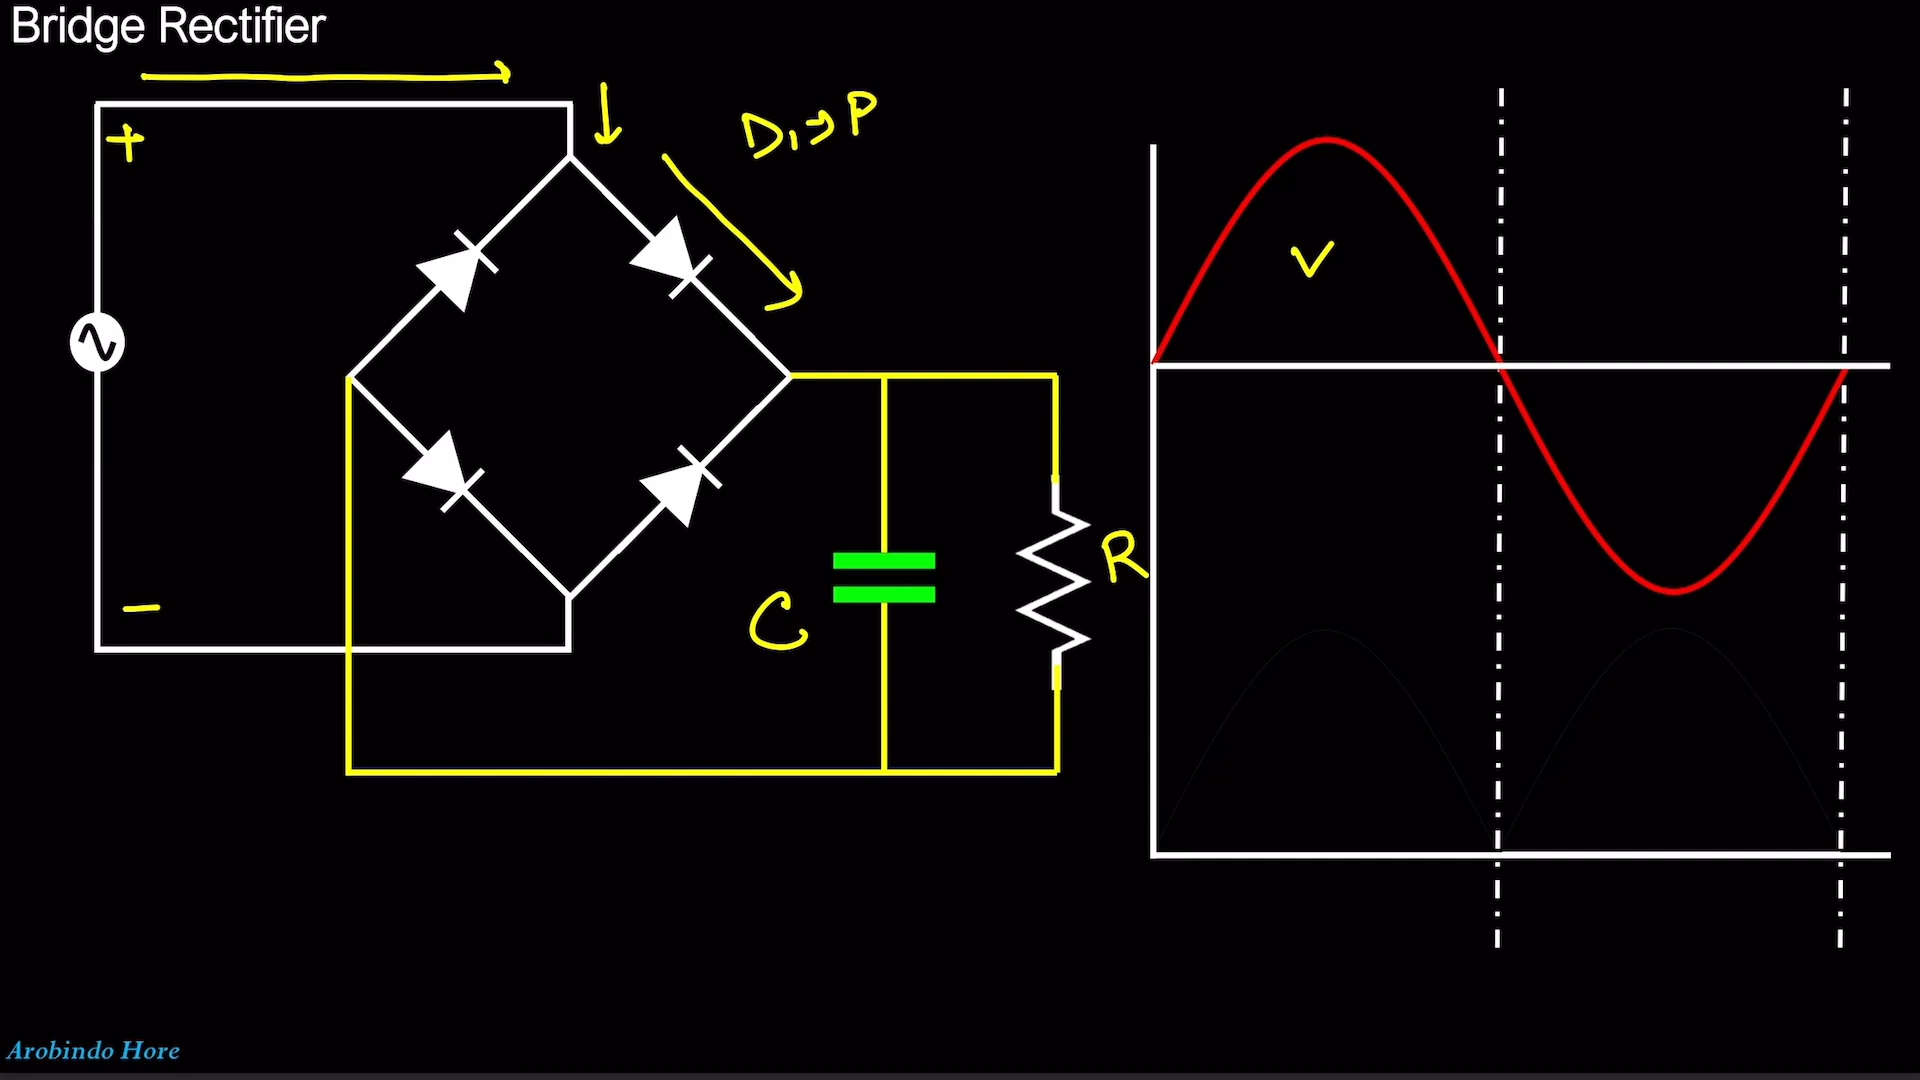 Bridge Rectifier
+
D₁→P
R
C
−
Arobindo Hore